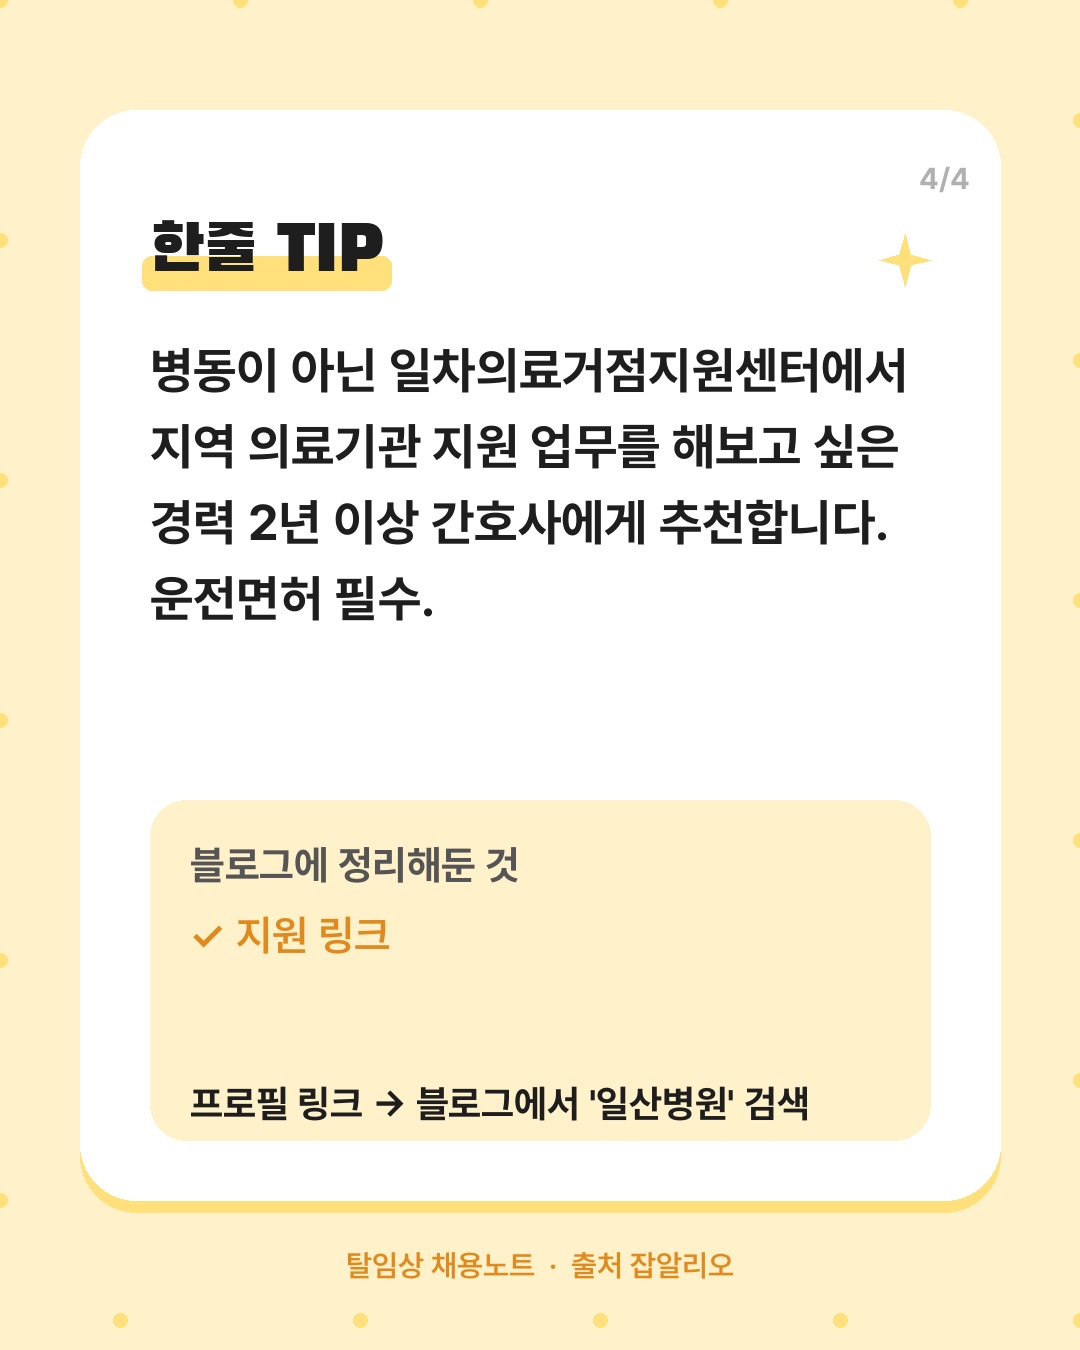 4/4
한줄 TIP
병동이 아닌 일차의료거점지원센터에서
지역 의료기관 지원 업무를 해보고 싶은
경력 2년 이상 간호사에게 추천합니다.
운전면허 필수.
블로그에 정리해둔 것
✓ 지원 링크
프로필 링크 → 블로그에서 '일산병원' 검색
탈임상 채용노트 · 출처 잡알리오